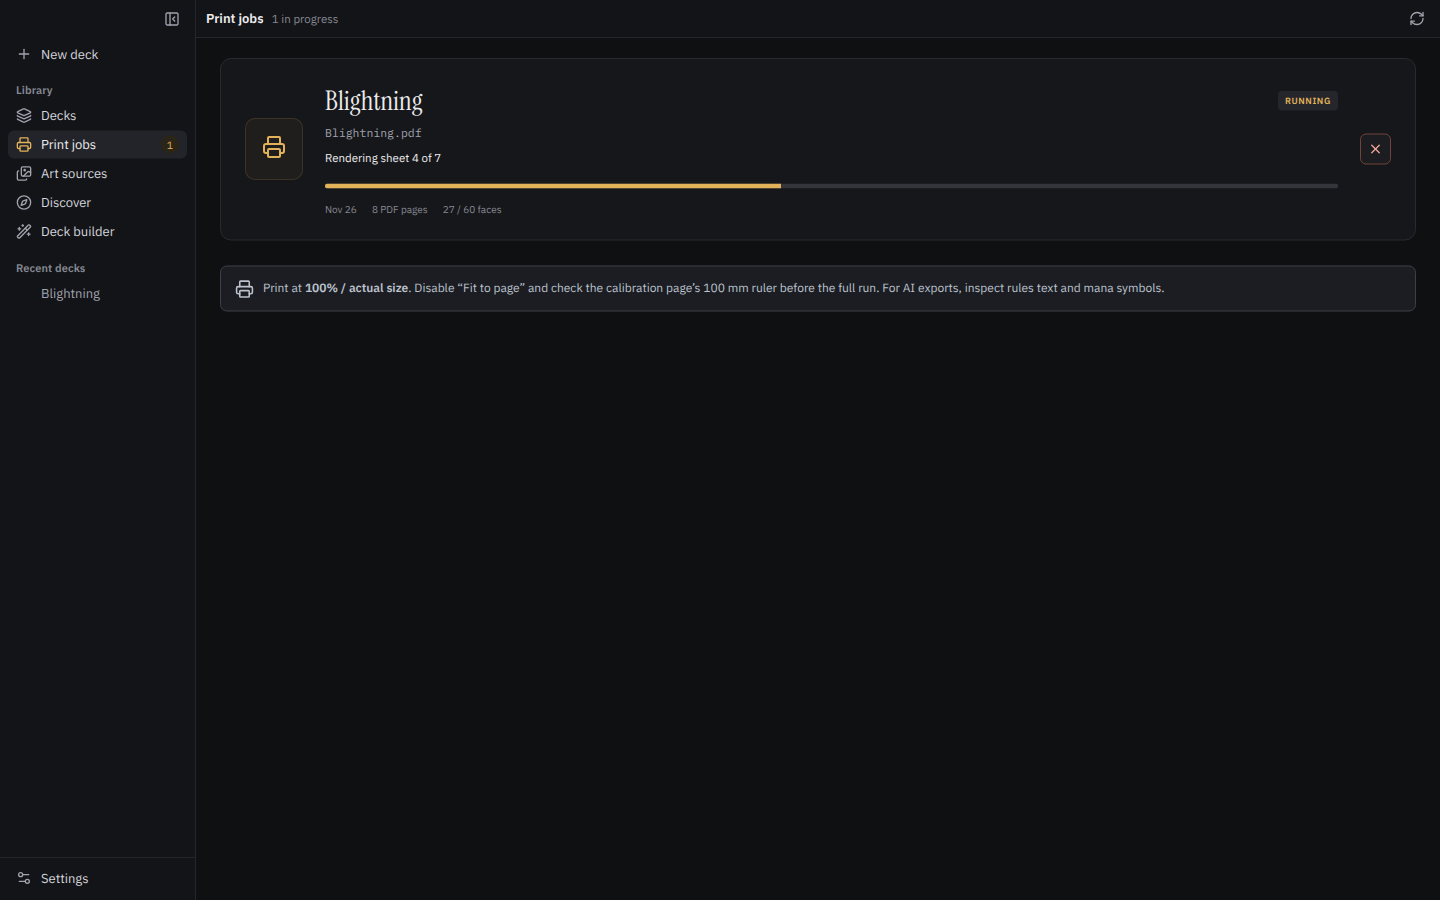 Print jobs 1 in progress
New deck
Library
Decks
Print jobs 1
Art sources
Discover
Deck builder
Recent decks
Blightning
Settings
Blightning
RUNNING
Blightning.pdf
Rendering sheet 4 of 7
Nov 26 8 PDF pages 27 / 60 faces
Print at 100% / actual size. Disable “Fit to page” and check the calibration page’s 100 mm ruler before the full run. For AI exports, inspect rules text and mana symbols.